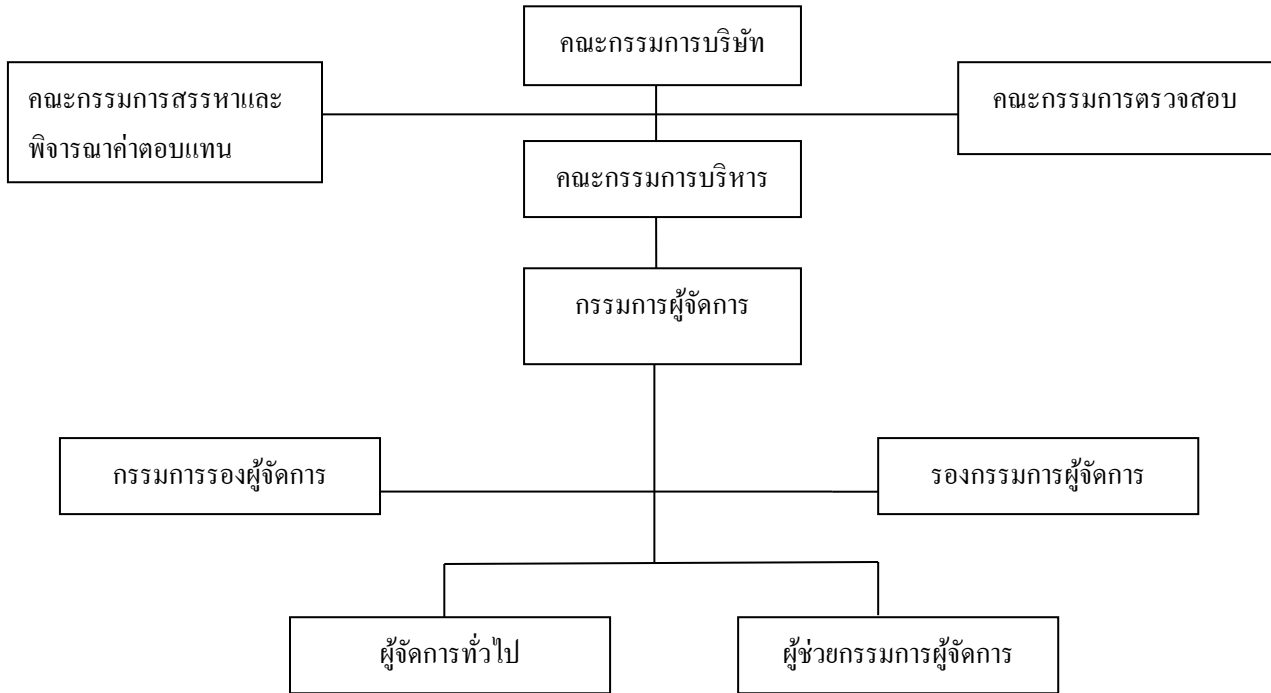 คณะกรรมการบริษัท
คณะกรรมการสรรหาและ
พิจารณาค่าตอบแทน
คณะกรรมการตรวจสอบ
คณะกรรมการบริหาร
กรรมการผู้จัดการ
กรรมการรองผู้จัดการ
รองกรรมการผู้จัดการ
ผู้จัดการทั่วไป
ผู้ช่วยกรรมการผู้จัดการ